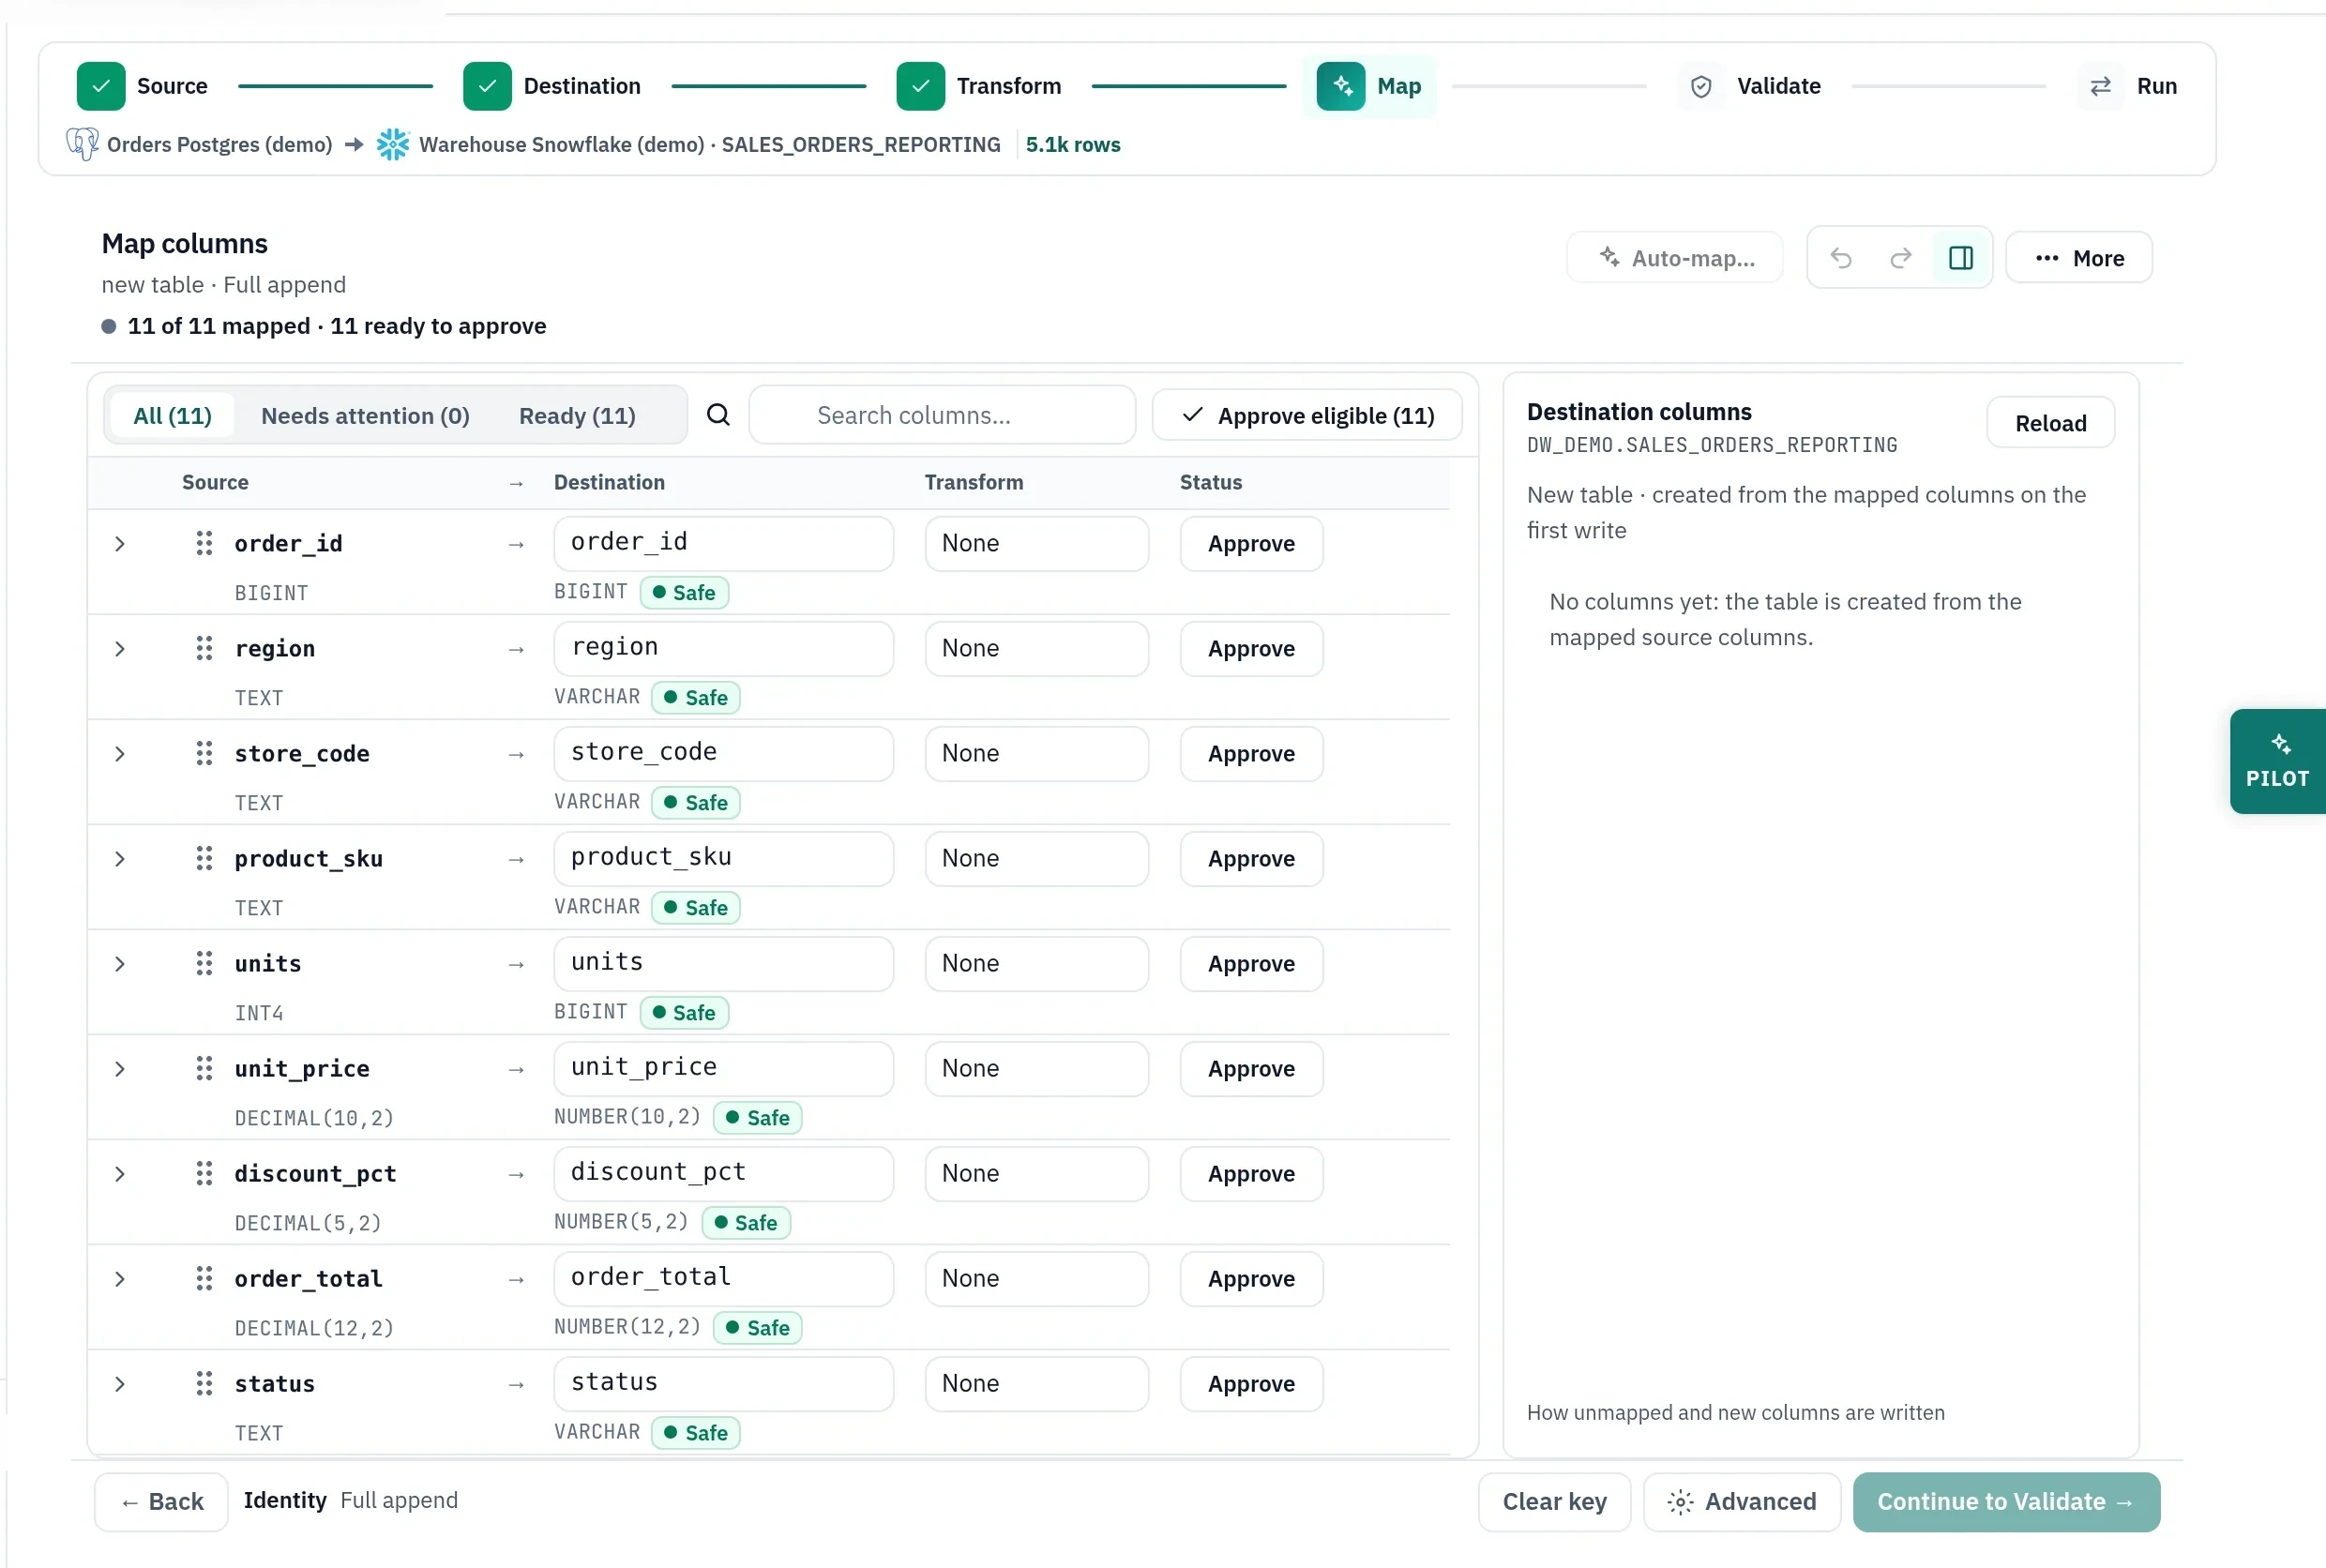 Source
Destination
Transform
Map
Validate
Run
Orders Postgres (demo) → Warehouse Snowflake (demo) · SALES_ORDERS_REPORTING 5.1k rows
Map columns
new table · Full append
11 of 11 mapped · 11 ready to approve
Auto-map...
More
All (11) Needs attention (0) Ready (11) Search columns... Approve eligible (11)
Source → Destination Transform Status
order_id → order_id None Approve
BIGINT BIGINT Safe
region → region None Approve
TEXT VARCHAR Safe
store_code → store_code None Approve
TEXT VARCHAR Safe
product_sku → product_sku None Approve
TEXT VARCHAR Safe
units → units None Approve
INT4 BIGINT Safe
unit_price → unit_price None Approve
DECIMAL(10,2) NUMBER(10,2) Safe
discount_pct → discount_pct None Approve
DECIMAL(5,2) NUMBER(5,2) Safe
order_total → order_total None Approve
DECIMAL(12,2) NUMBER(12,2) Safe
status → status None Approve
TEXT VARCHAR Safe
Destination columns
DW_DEMO.SALES_ORDERS_REPORTING
Reload
New table · created from the mapped columns on the
first write
No columns yet: the table is created from the
mapped source columns.
How unmapped and new columns are written
PILOT
← Back Identity Full append Clear key Advanced Continue to Validate →